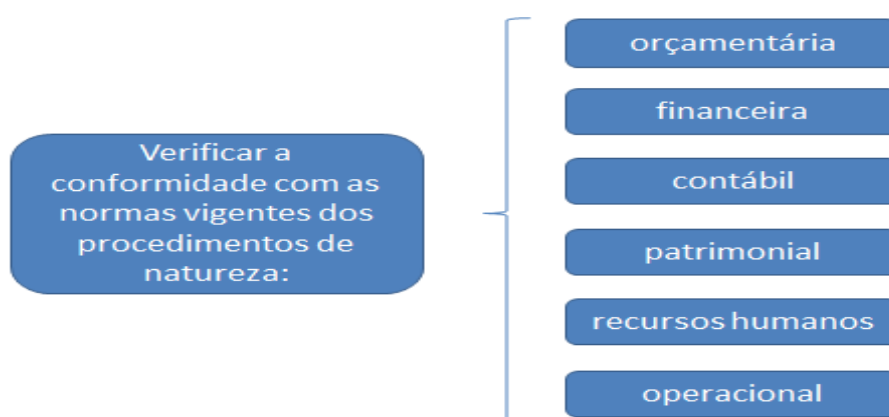 Verificar a
conformidade com as
normas vigentes dos
procedimentos de
natureza:
orçamentária
financeira
contábil
patrimonial
recursos humanos
operacional